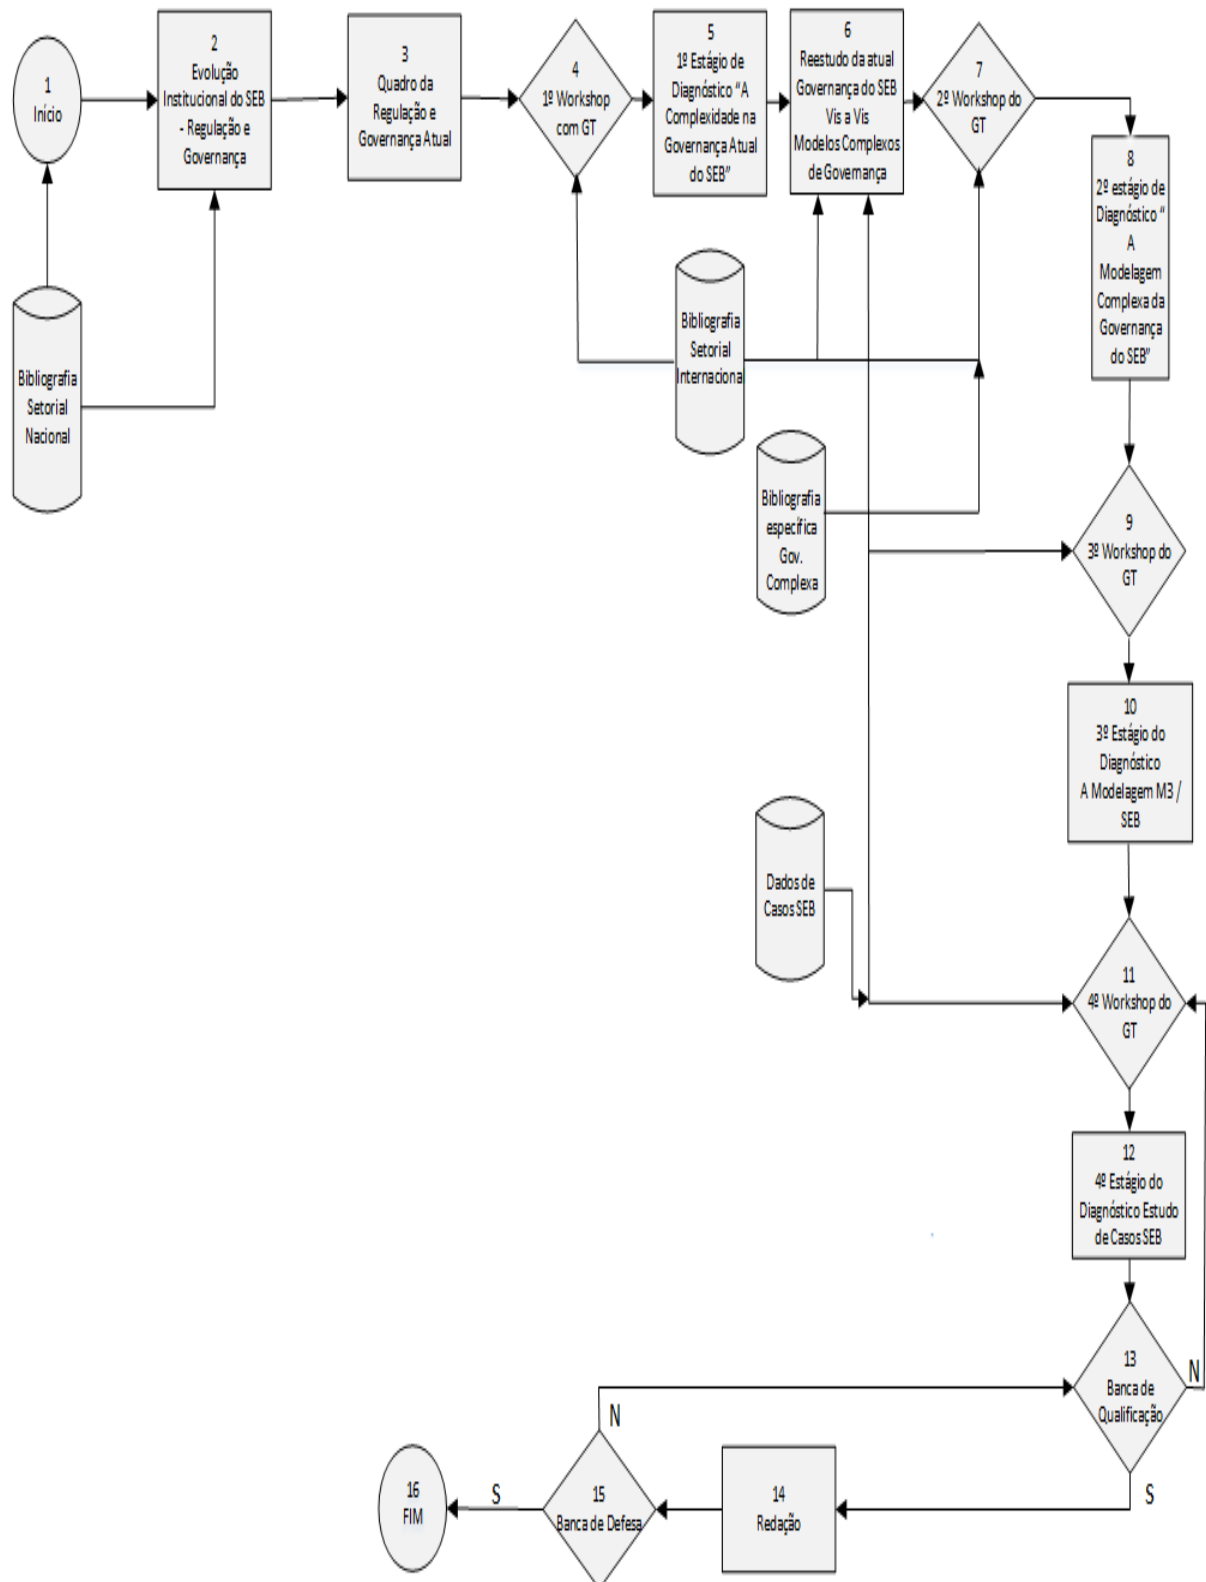 1
Início
2
Evolução
Institucional do SEB
- Regulação e
Governança
3
Quadro da
Regulação e
Governança Atual
4
1º Workshop
com GT
5
1º Estágio de
Diagnóstico "A
Complexidade na
Governança Atual
do SEB”
6
Reestudo da atual
Governança do SEB
Vis a Vis
Modelos Complexos
de Governança
7
2º Workshop do
GT
8
2º estágio de
Diagnóstico “
A
Modelagem
Complexa da
Governança
do SEB”
Bibliografia
Setorial
Nacional
Bibliografia
Setorial
Internacional
Bibliografia
específica
Gov.
Complexa
9
3º Workshop do
GT
10
3º Estágio do
Diagnóstico
A Modelagem M3 /
SEB
Dados de
Casos SEB
11
4º Workshop do
GT
12
4º Estágio do
Diagnóstico Estudo
de Casos SEB
13
Banca de
Qualificação
N
S
14
Redação
15
Banca de Defesa
N
S
16
FIM